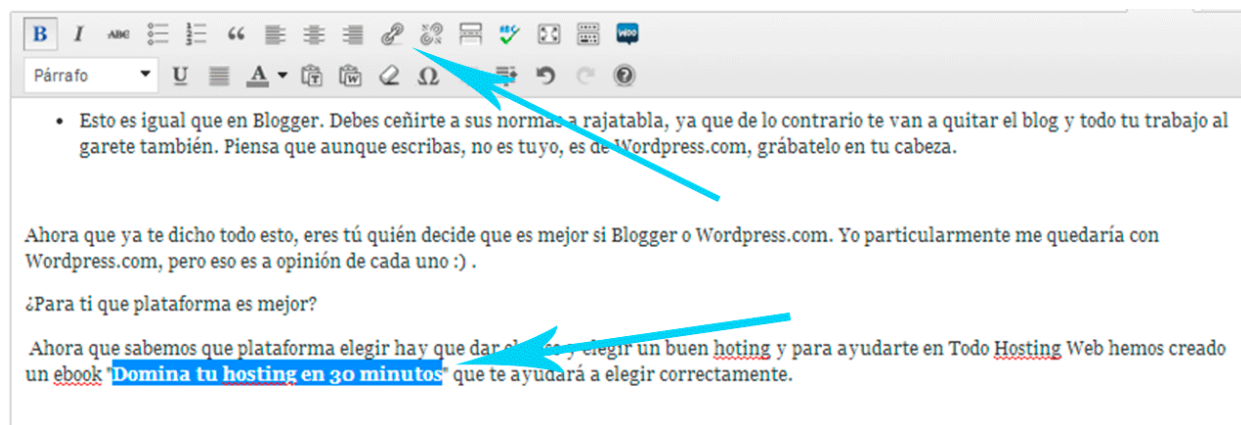 B I ABC ABC WOO
Párrafo U A T W Ω
• Esto es igual que en Blogger. Debes ceñirte a sus normas a rajatabla, ya que de lo contrario te van a quitar el blog y todo tu trabajo al
garete también. Piensa que aunque escribas, no es tuyo, es de Wordpress.com, grábatelo en tu cabeza.
Ahora que ya te dicho todo esto, eres tú quién decide que es mejor si Blogger o Wordpress.com. Yo particularmente me quedaría con
Wordpress.com, pero eso es a opinión de cada uno :) .
¿Para ti que plataforma es mejor?
Ahora que sabemos que plataforma elegir hay que dar y elegir un buen hoting y para ayudarte en Todo Hosting Web hemos creado
un ebook "Domina tu hosting en 30 minutos" que te ayudará a elegir correctamente.